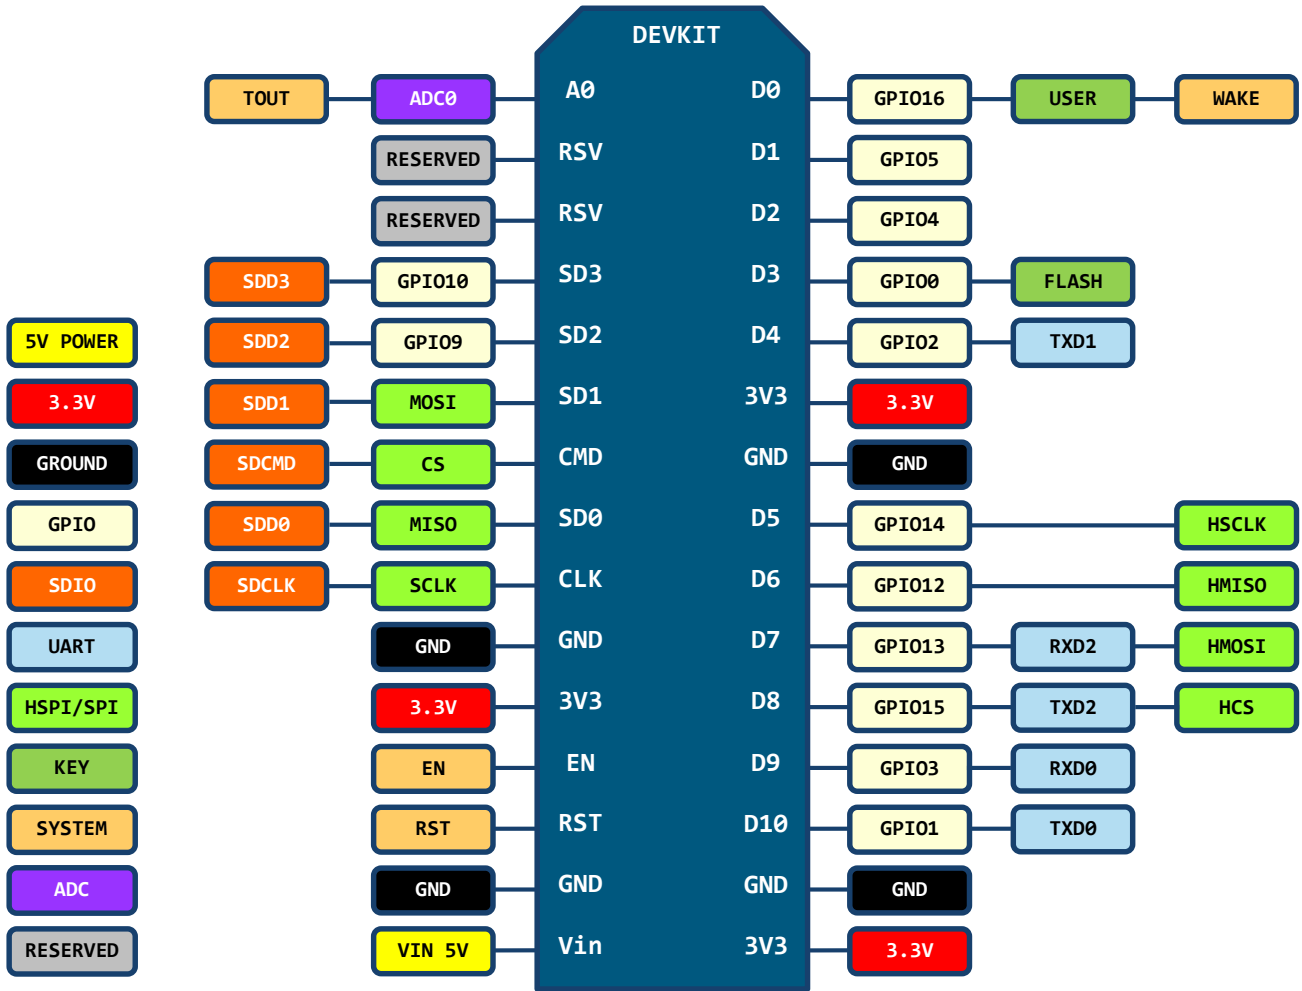 DEVKIT
TOUT ADC0 A0 D0 GPIO16 USER WAKE
RESERVED RSV D1 GPIO5
RESERVED RSV D2 GPIO4
SDD3 GPIO10 SD3 D3 GPIO0 FLASH
5V POWER SDD2 GPIO9 SD2 D4 GPIO2 TXD1
3.3V SDD1 MOSI SD1 3V3 3.3V
GROUND SDCMD CS CMD GND GND
GPIO SDD0 MISO SD0 D5 GPIO14 HSCLK
SDIO SDCLK SCLK CLK D6 GPIO12 HMISO
UART GND GND D7 GPIO13 RXD2 HMOSI
HSPI/SPI 3.3V 3V3 D8 GPIO15 TXD2 HCS
KEY EN EN D9 GPIO3 RXD0
SYSTEM RST RST D10 GPIO1 TXD0
ADC GND GND GND GND
RESERVED VIN 5V Vin 3V3 3.3V